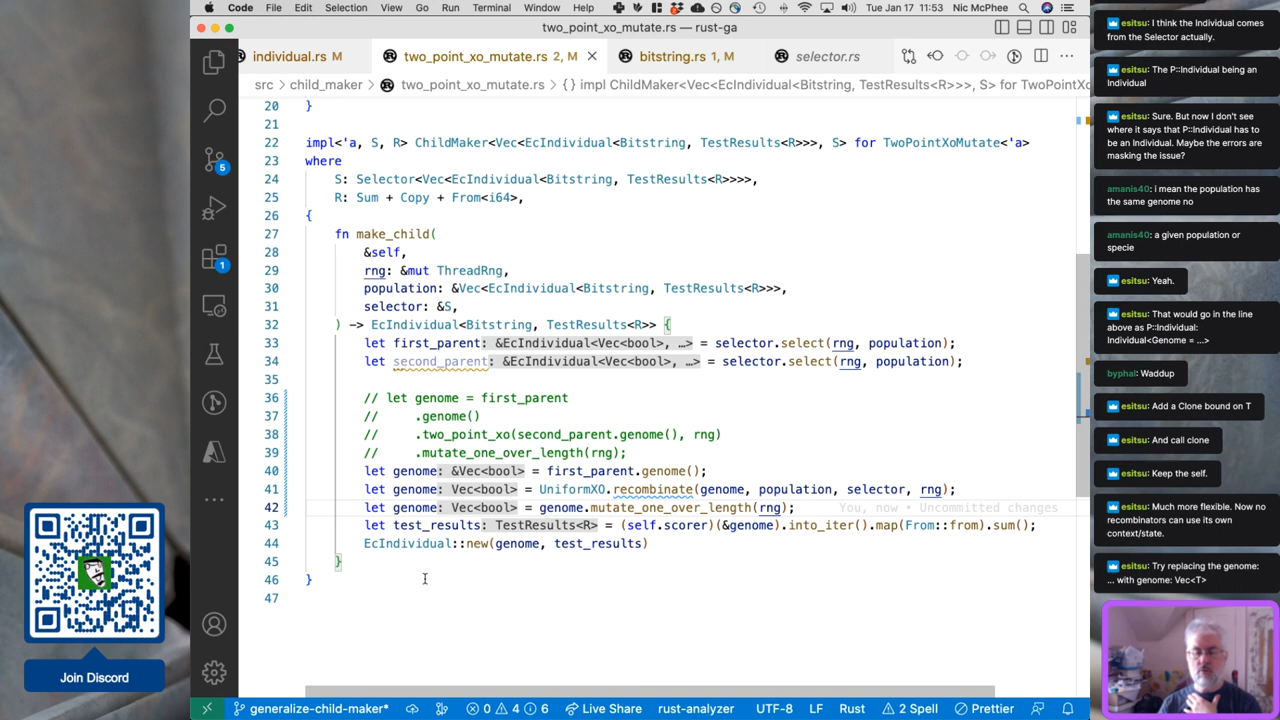 Code File Edit Selection View Go Run Terminal Window Help Tue Jan 17 11:53 Nic McPhee
two_point_xo_mutate.rs — rust-ga
individual.rs M two_point_xo_mutate.rs 2, M bitstring.rs 1, M selector.rs
src > child_maker > two_point_xo_mutate.rs > {} impl ChildMaker<Vec<EcIndividual<Bitstring, TestResults<R>>>, S> for TwoPointXo
20 }
21
22 impl<'a, S, R> ChildMaker<Vec<EcIndividual<Bitstring, TestResults<R>>>, S> for TwoPointXoMutate<'a>
23 where
24 S: Selector<Vec<EcIndividual<Bitstring, TestResults<R>>>>,
25 R: Sum + Copy + From<i64>,
26 {
27 fn make_child(
28 &self,
29 rng: &mut ThreadRng,
30 population: &Vec<EcIndividual<Bitstring, TestResults<R>>>,
31 selector: &S,
32 ) -> EcIndividual<Bitstring, TestResults<R>> {
33 let first_parent: &EcIndividual<Vec<bool>, …> = selector.select(rng, population);
34 let second_parent: &EcIndividual<Vec<bool>, …> = selector.select(rng, population);
35
36 // let genome = first_parent
37 // .genome()
38 // .two_point_xo(second_parent.genome(), rng)
39 // .mutate_one_over_length(rng);
40 let genome: &Vec<bool> = first_parent.genome();
41 let genome: Vec<bool> = UniformXO.recombinate(genome, population, selector, rng);
42 let genome: Vec<bool> = genome.mutate_one_over_length(rng); You, now • Uncommitted changes
43 let test_results: TestResults<R> = (self.scorer)(&genome).into_iter().map(From::from).sum();
44 EcIndividual::new(genome, test_results)
45 }
46 }
47
5
1
generalize-child-maker* 0 4 6 Live Share rust-analyzer UTF-8 LF Rust 2 Spell Prettier
Join Discord
esitsu: I think the Individual comes
from the Selector actually.
esitsu: The P::Individual being an
Individual
esitsu: Sure. But now I don't see
where it says that P::Individual has to
be an Individual. Maybe the errors are
masking the issue?
amanis40: i mean the population has
the same genome no
amanis40: a given population or
specie
esitsu: Yeah.
esitsu: That would go in the line
above as P::Individual:
Individual<Genome = ...>
byphal: Waddup
esitsu: Add a Clone bound on T
esitsu: And call clone
esitsu: Keep the self.
esitsu: Much more flexible. Now no
recombinators can use its own
context/state.
esitsu: Try replacing the genome:
... with genome: Vec<T>